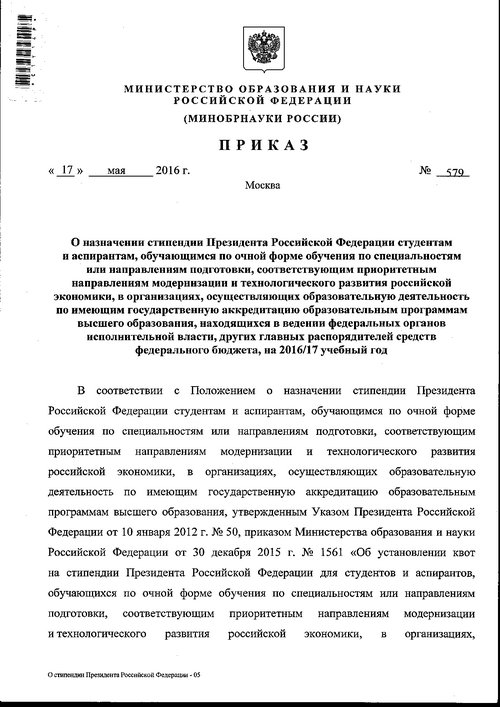 МИНИСТЕРСТВО ОБРАЗОВАНИЯ И НАУКИ
РОССИЙСКОЙ ФЕДЕРАЦИИ
(МИНОБРНАУКИ РОССИИ)
ПРИКАЗ
« 17 » мая 2016 г. № 579
Москва
О назначении стипендии Президента Российской Федерации студентам
и аспирантам, обучающимся по очной форме обучения по специальностям
или направлениям подготовки, соответствующим приоритетным
направлениям модернизации и технологического развития российской
экономики, в организациях, осуществляющих образовательную деятельность
по имеющим государственную аккредитацию образовательным программам
высшего образования, находящихся в ведении федеральных органов
исполнительной власти, других главных распорядителей средств
федерального бюджета, на 2016/17 учебный год
В соответствии с Положением о назначении стипендии Президента
Российской Федерации студентам и аспирантам, обучающимся по очной форме
обучения по специальностям или направлениям подготовки, соответствующим
приоритетным направлениям модернизации и технологического развития
российской экономики, в организациях, осуществляющих образовательную
деятельность по имеющим государственную аккредитацию образовательным
программам высшего образования, утвержденным Указом Президента Российской
Федерации от 10 января 2012 г. № 50, приказом Министерства образования и науки
Российской Федерации от 30 декабря 2015 г. № 1561 «Об установлении квот
на стипендии Президента Российской Федерации для студентов и аспирантов,
обучающихся по очной форме обучения по специальностям или направлениям
подготовки, соответствующим приоритетным направлениям модернизации
и технологического развития российской экономики, в организациях,
О стипендии Президента Российской Федерации - 05